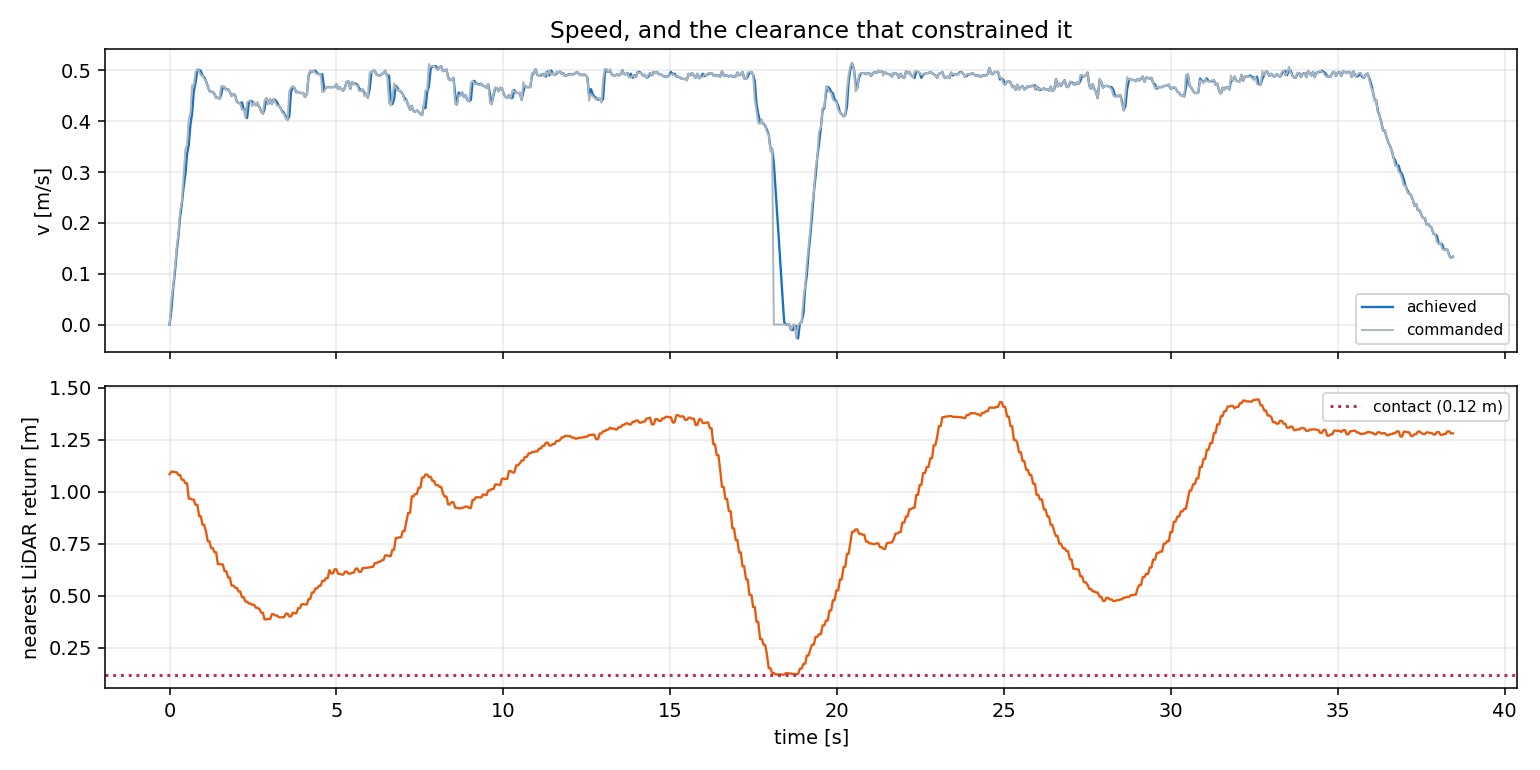 Speed, and the clearance that constrained it
v [m/s]
0.5
0.4
0.3
0.2
0.1
0.0
achieved
commanded
nearest LiDAR return [m]
1.50
1.25
1.00
0.75
0.50
0.25
contact (0.12 m)
0 5 10 15 20 25 30 35 40
time [s]